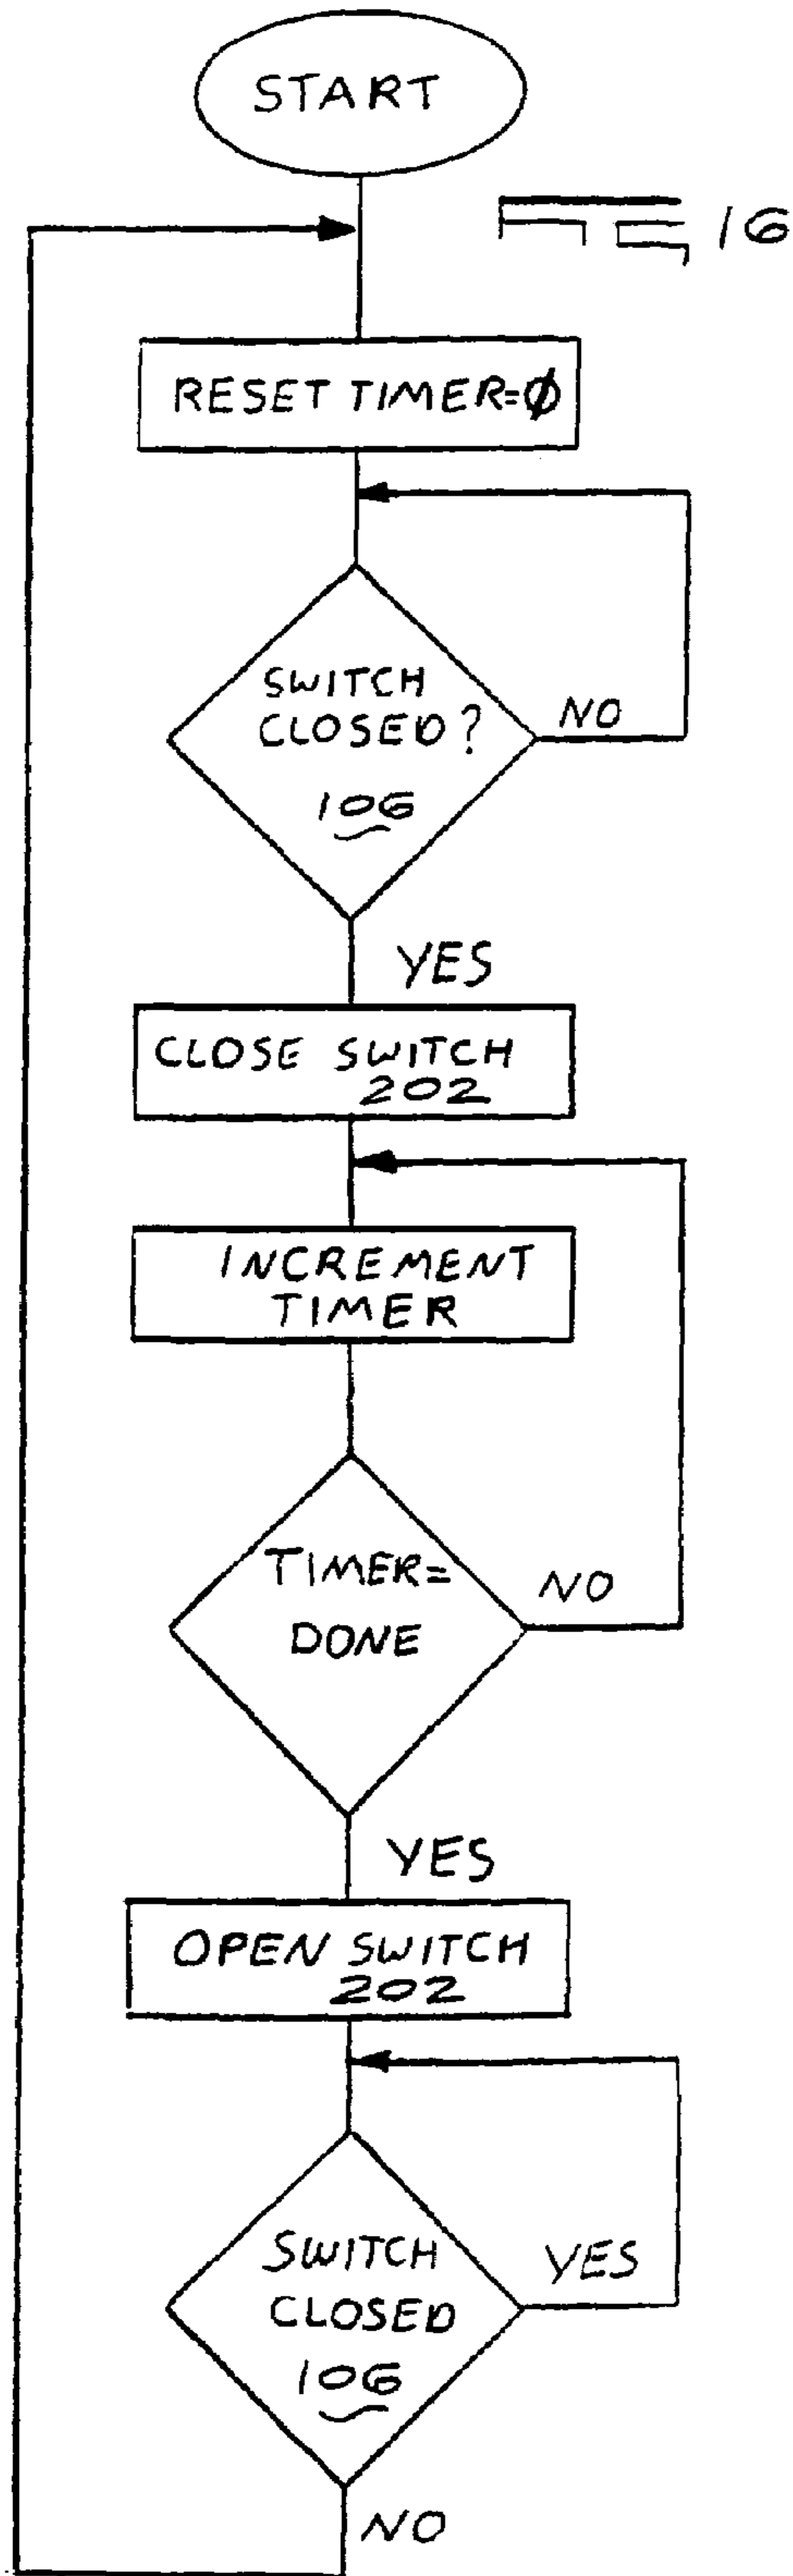 START
16
RESET TIMER=Ø
SWITCH
CLOSED?
NO
106
YES
CLOSE SWITCH
202
INCREMENT
TIMER
TIMER=
DONE
NO
YES
OPEN SWITCH
202
SWITCH
CLOSED
YES
106
NO